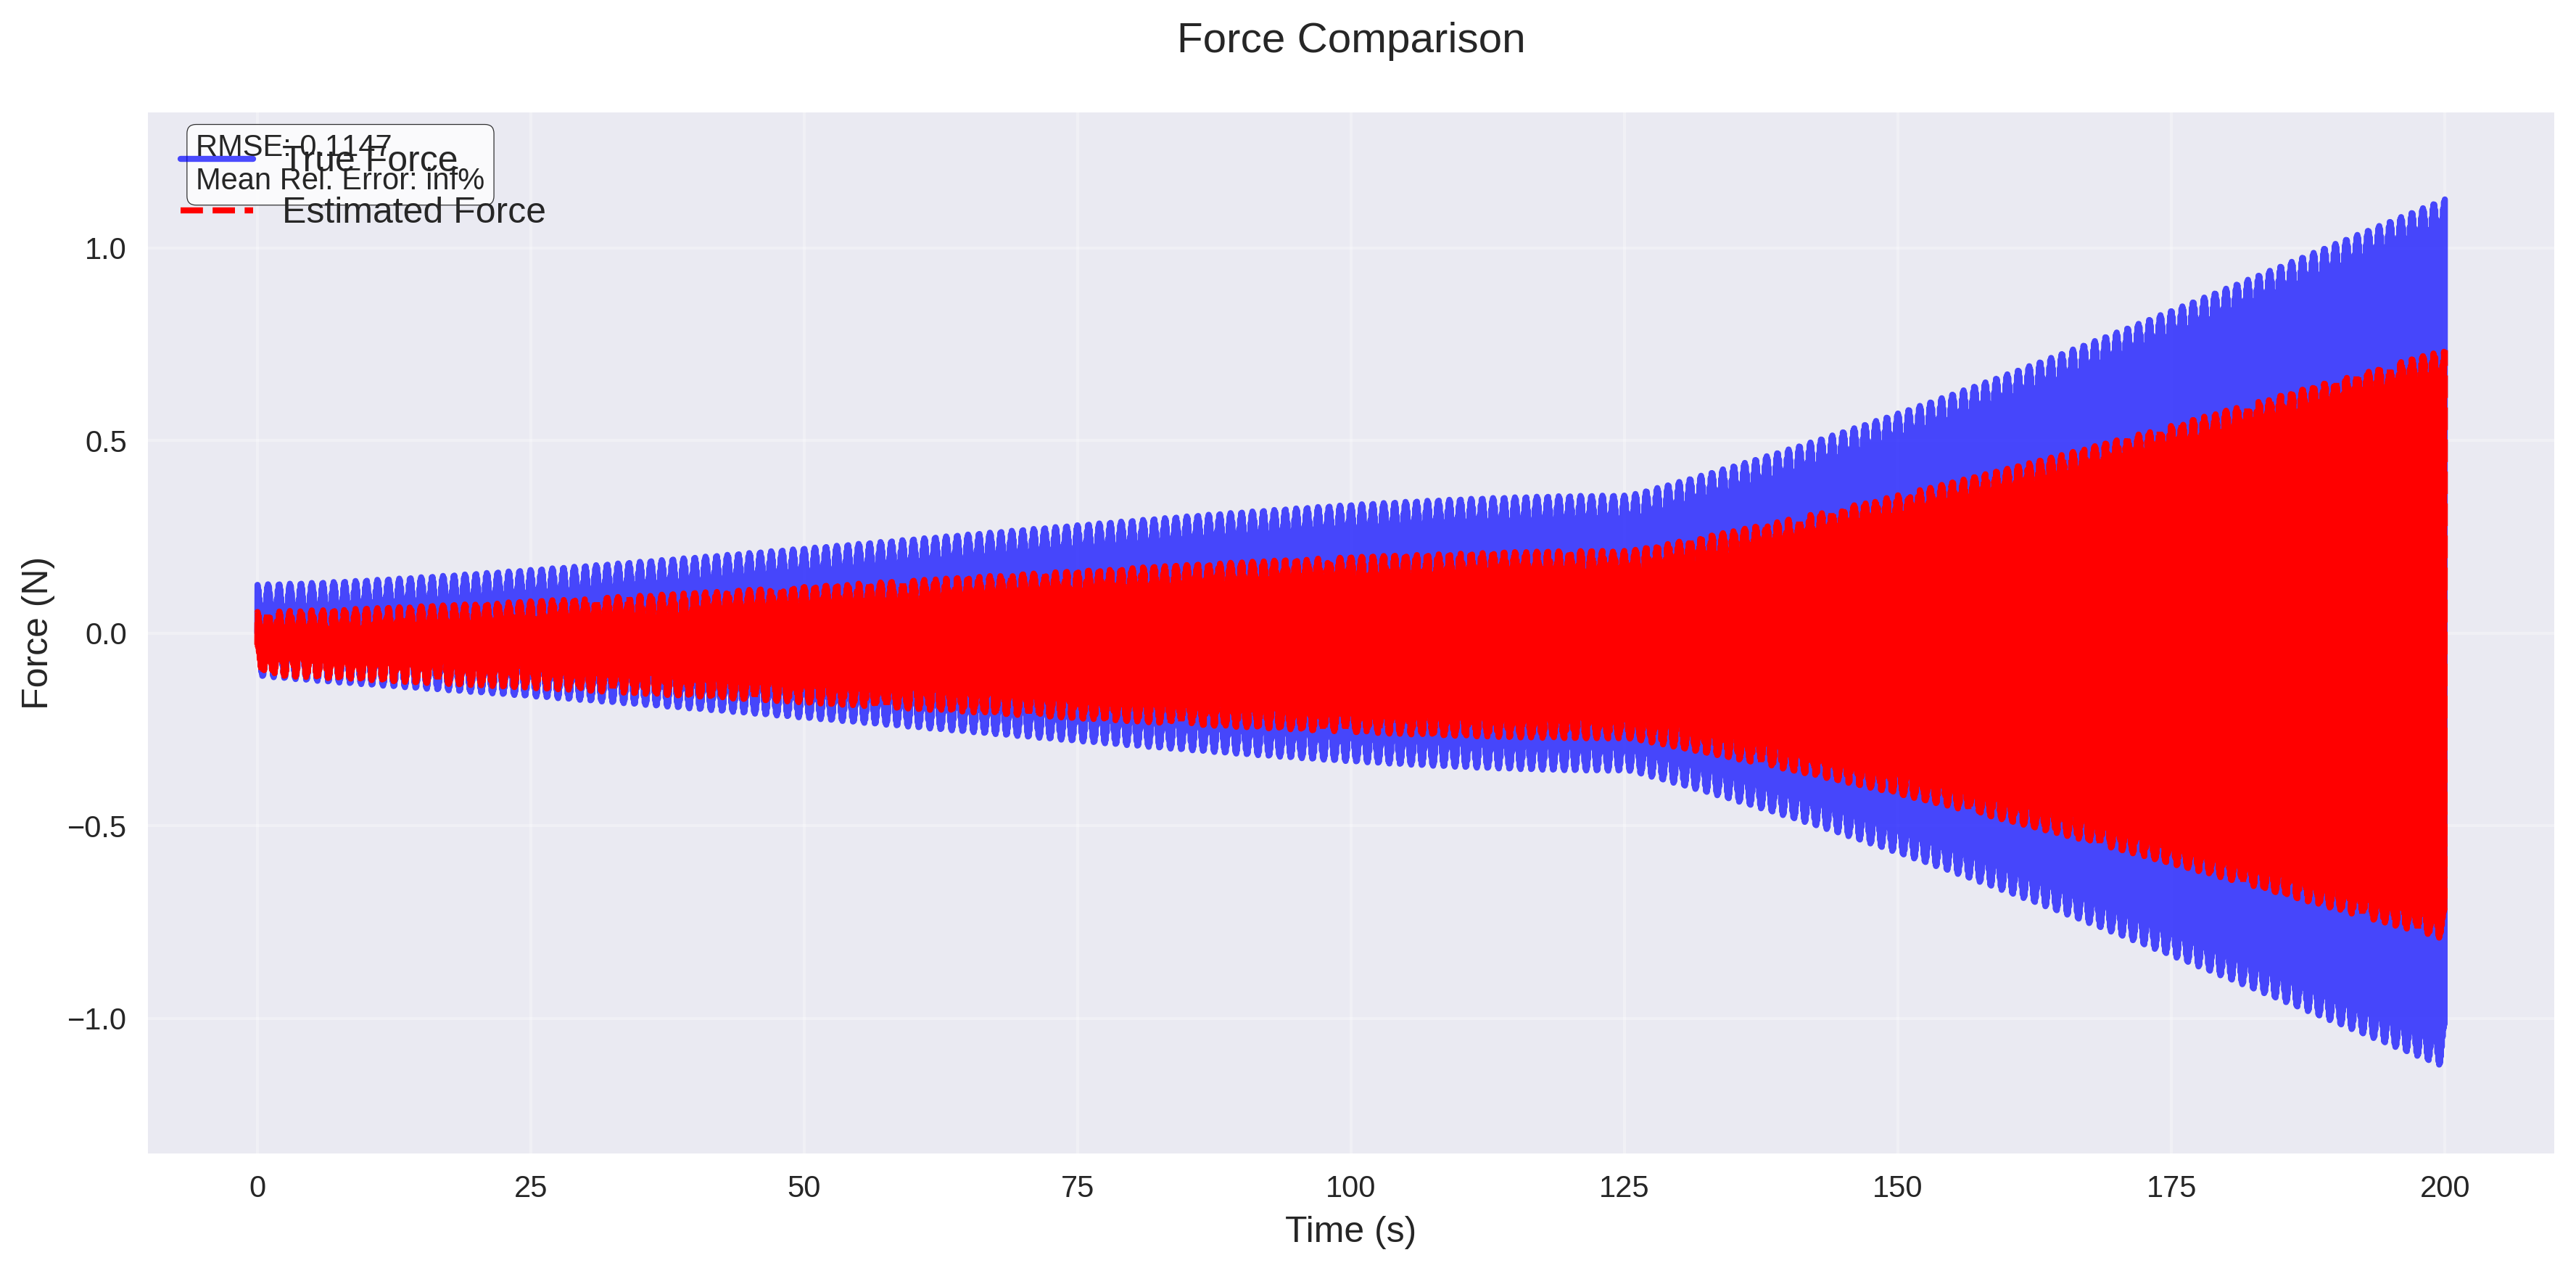 Force Comparison
RMSE: 0.1147
True Force
Mean Rel. Error: inf%
Estimated Force
1.0
0.5
0.0
−0.5
−1.0
Force (N)
0 25 50 75 100 125 150 175 200
Time (s)